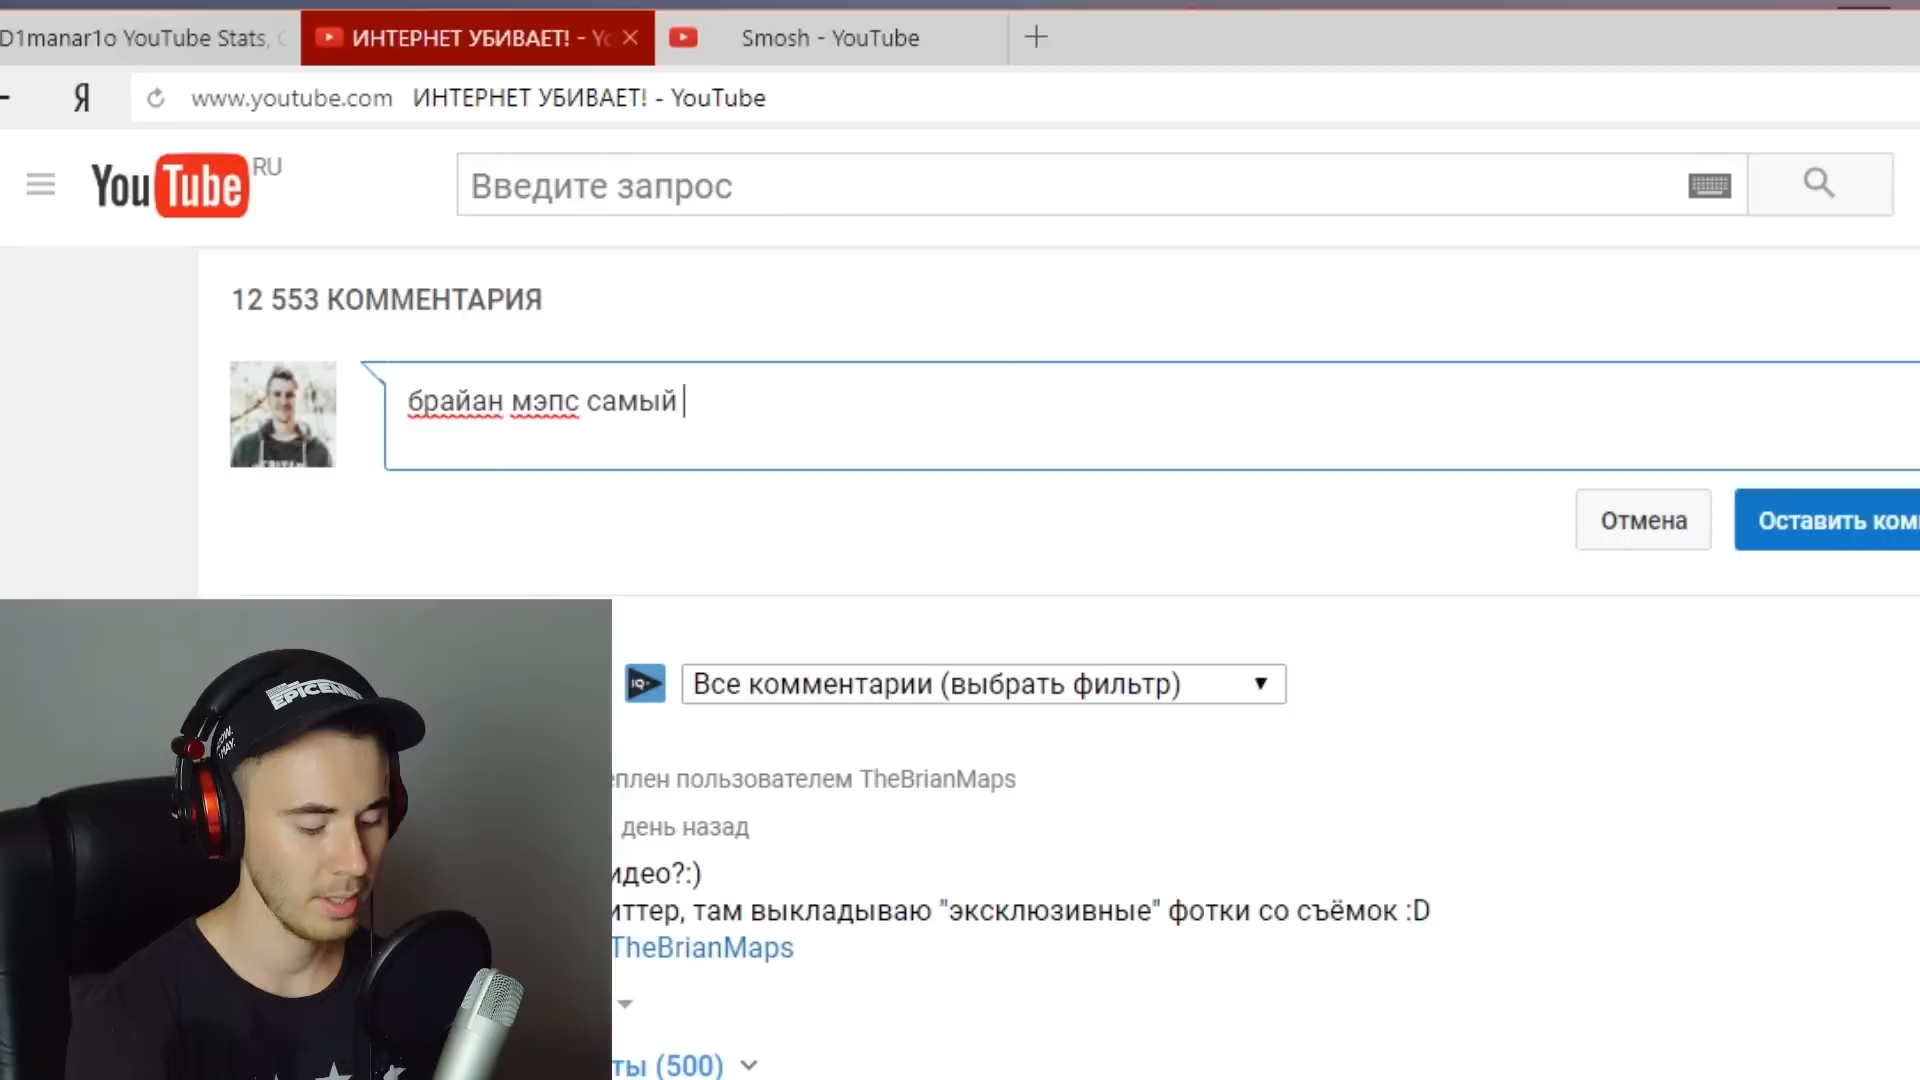 D1manar1o YouTube Stats,
ИНТЕРНЕТ УБИВАЕТ! -
Smosh - YouTube
Я
www.youtube.com ИНТЕРНЕТ УБИВАЕТ! - YouTube
YouTube RU
Введите запрос
12 553 КОММЕНТАРИЯ
брайан мэпс самый
Отмена
Оставить ком
IQ
Все комментарии (выбрать фильтр)
плен пользователем TheBrianMaps
день назад
идео?:)
иттер, там выкладываю "эксклюзивные" фотки со съёмок :D
TheBrianMaps
ты (500)